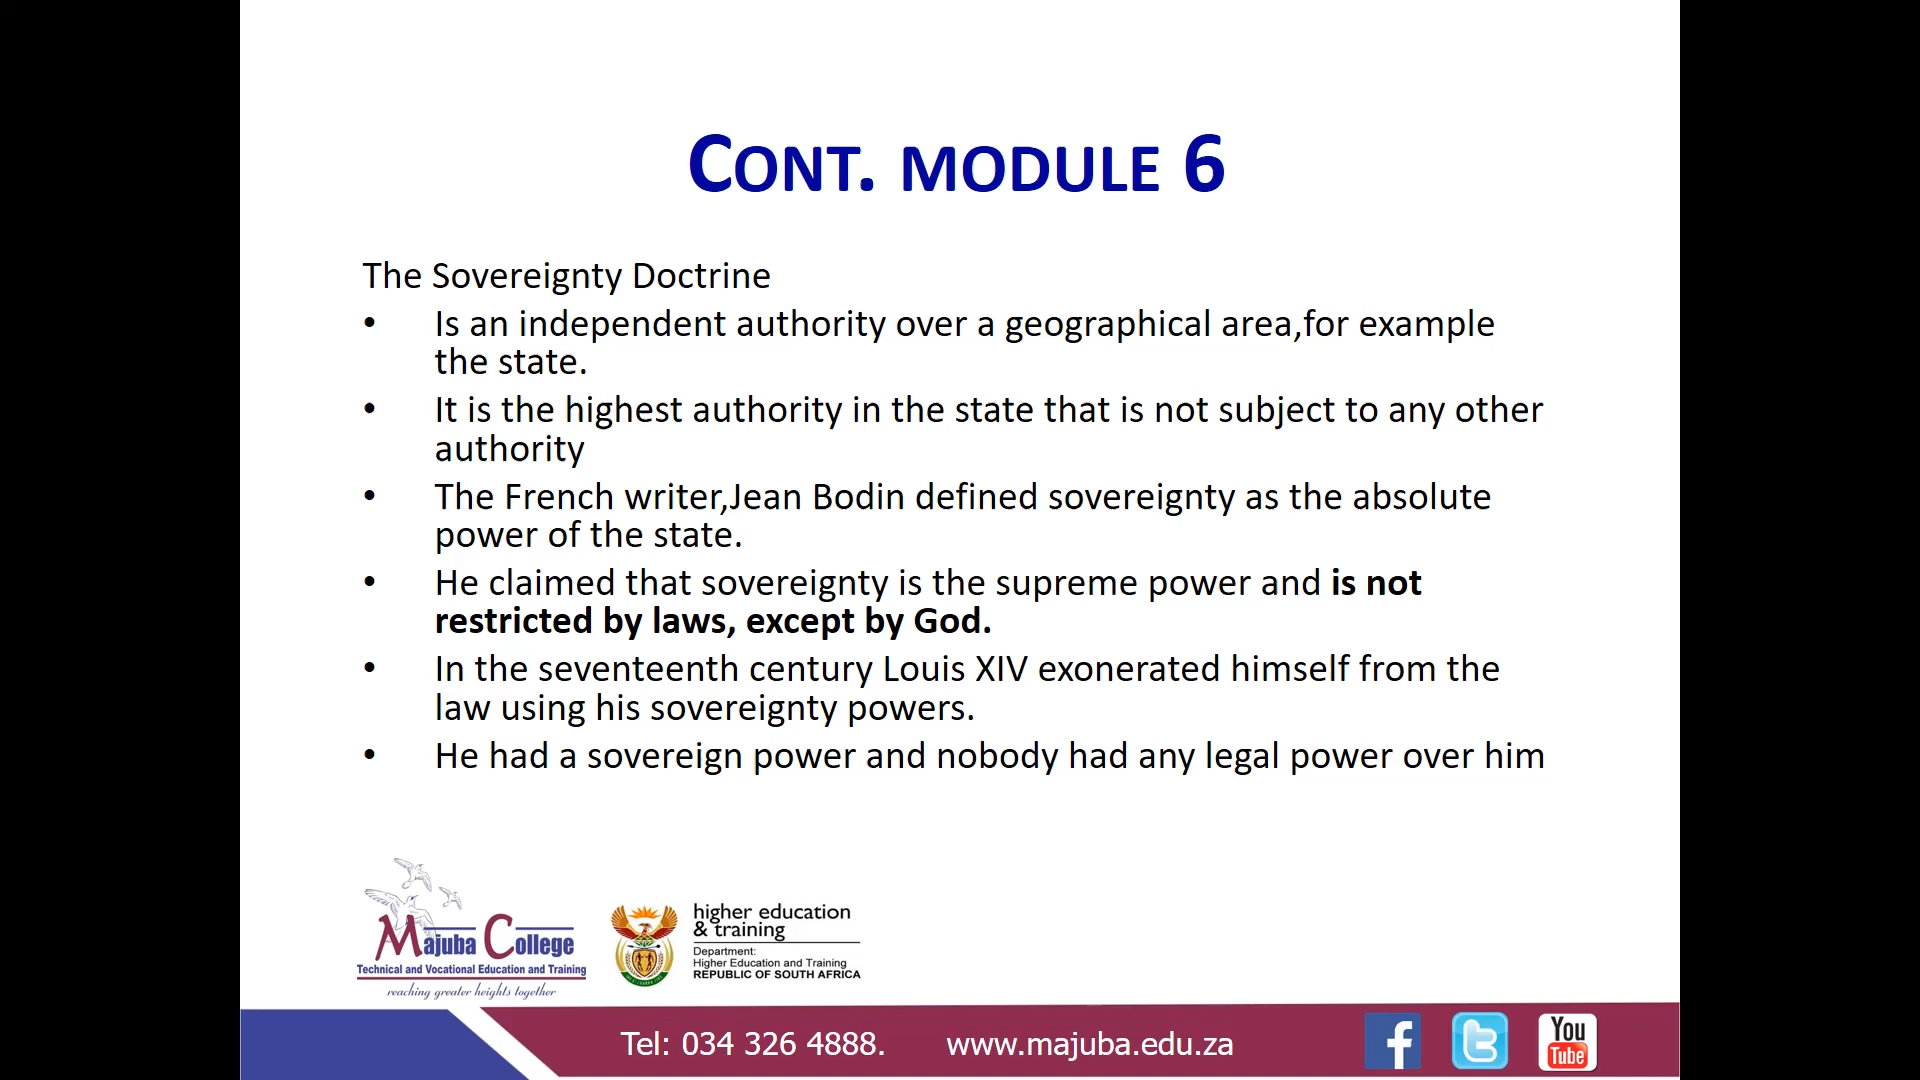 CONT. MODULE 6
The Sovereignty Doctrine
• Is an independent authority over a geographical area,for example
the state.
• It is the highest authority in the state that is not subject to any other
authority
• The French writer,Jean Bodin defined sovereignty as the absolute
power of the state.
• He claimed that sovereignty is the supreme power and is not
restricted by laws, except by God.
• In the seventeenth century Louis XIV exonerated himself from the
law using his sovereignty powers.
• He had a sovereign power and nobody had any legal power over him
Majuba College
Technical and Vocational Education and Training
reaching greater heights together
higher education
& training
Department:
Higher Education and Training
REPUBLIC OF SOUTH AFRICA
Tel: 034 326 4888. www.majuba.edu.za
You
Tube